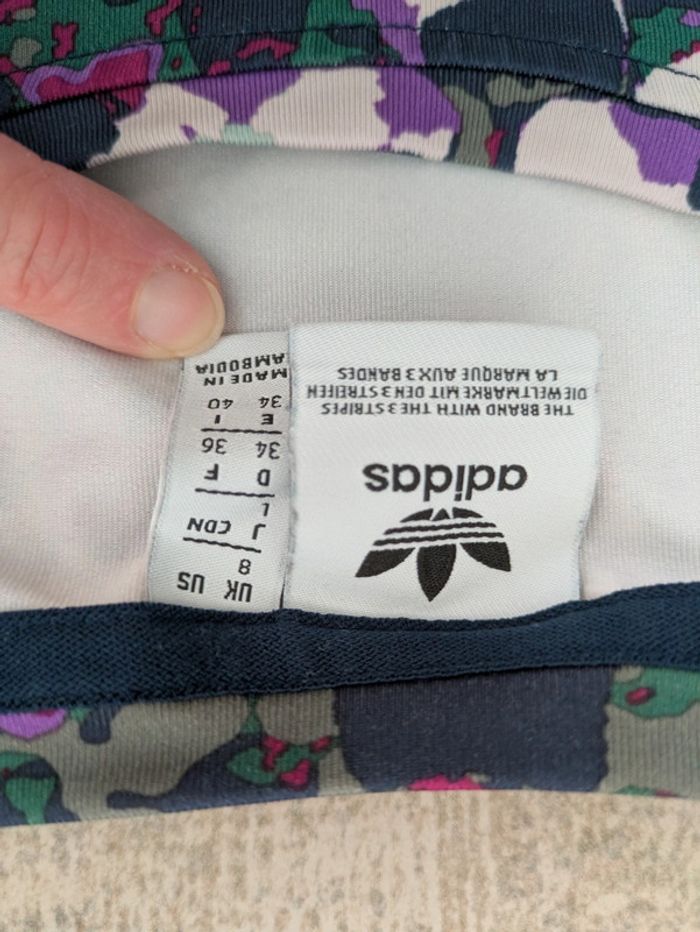 adidas
THE BRAND WITH THE 3 STRIPES
DIE WELTMARKE MIT DEN 3 STREIFEN
LA MARQUE AUX 3 BANDES
UK US
8
J CDN
L
D F
34 36
E I
34 40
MADE IN
AMBODIA